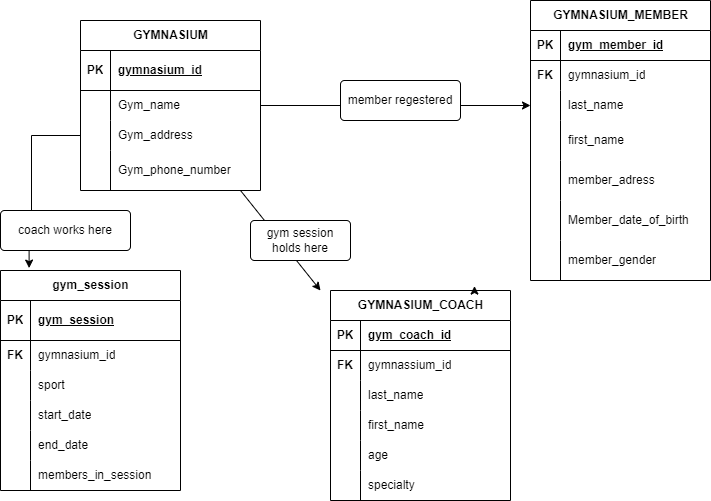 GYMNASIUM
PK gymnasium_id
Gym_name
Gym_address
Gym_phone_number
member regestered
GYMNASIUM_MEMBER
PK gym_member_id
FK gymnasium_id
last_name
first_name
member_adress
Member_date_of_birth
member_gender
coach works here
gym session
holds here
gym_session
PK gym_session
FK gymnasium_id
sport
start_date
end_date
members_in_session
GYMNASIUM_COACH
PK gym_coach_id
FK gymnassium_id
last_name
first_name
age
specialty